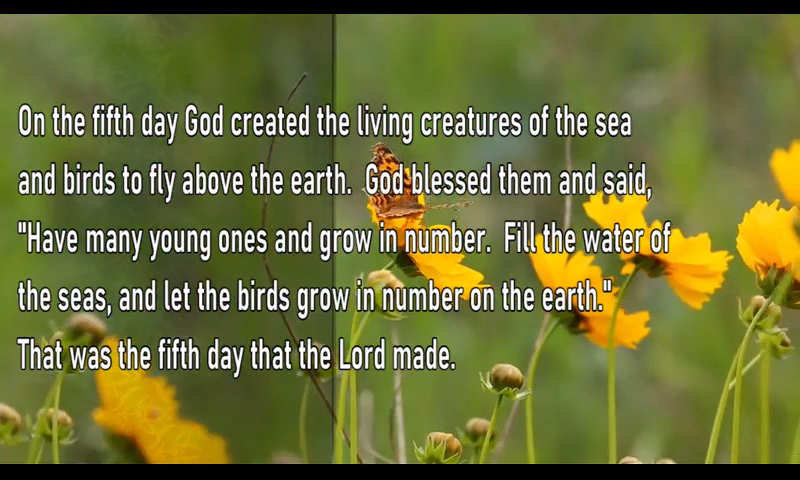 On the fifth day God created the living creatures of the sea
and birds to fly above the earth.  God blessed them and said,
"Have many young ones and grow in number.  Fill the water of
the seas, and let the birds grow in number on the earth."
That was the fifth day that the Lord made.